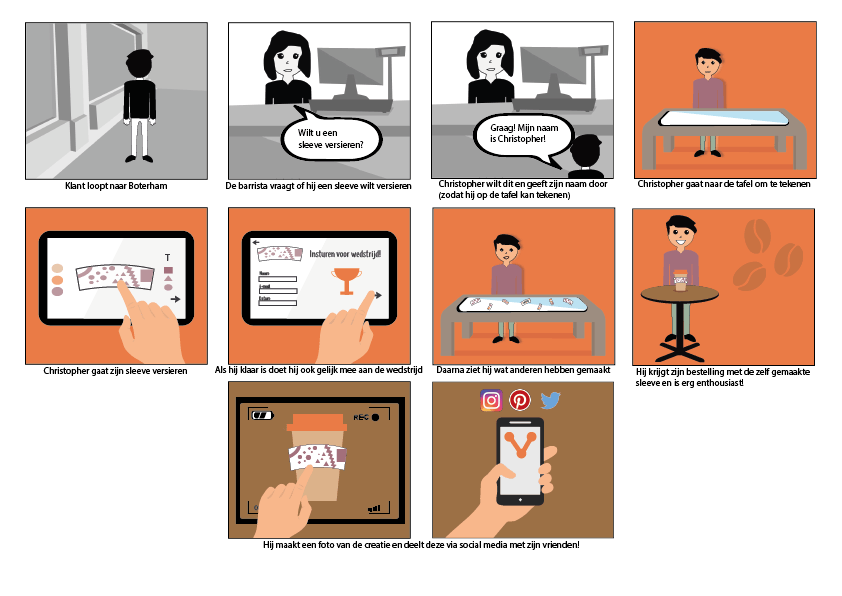 Wilt u een
sleeve versieren?
Graag! Mijn naam
is Christopher!
Klant loopt naar Boterham
De barrista vraagt of hij een sleeve wilt versieren
Christopher wilt dit en geeft zijn naam door
(zodat hij op de tafel kan tekenen)
Christopher gaat naar de tafel om te tekenen
T
Insturen voor wedstrijd!
Naam
E-mail
Christopher gaat zijn sleeve versieren
Als hij klaar is doet hij ook gelijk mee aan de wedstrijd
Daarna ziet hij wat anderen hebben gemaakt
Hij krijgt zijn bestelling met de zelf gemaakte
sleeve en is erg enthousiast!
REC
Hij maakt een foto van de creatie en deelt deze via social media met zijn vrienden!